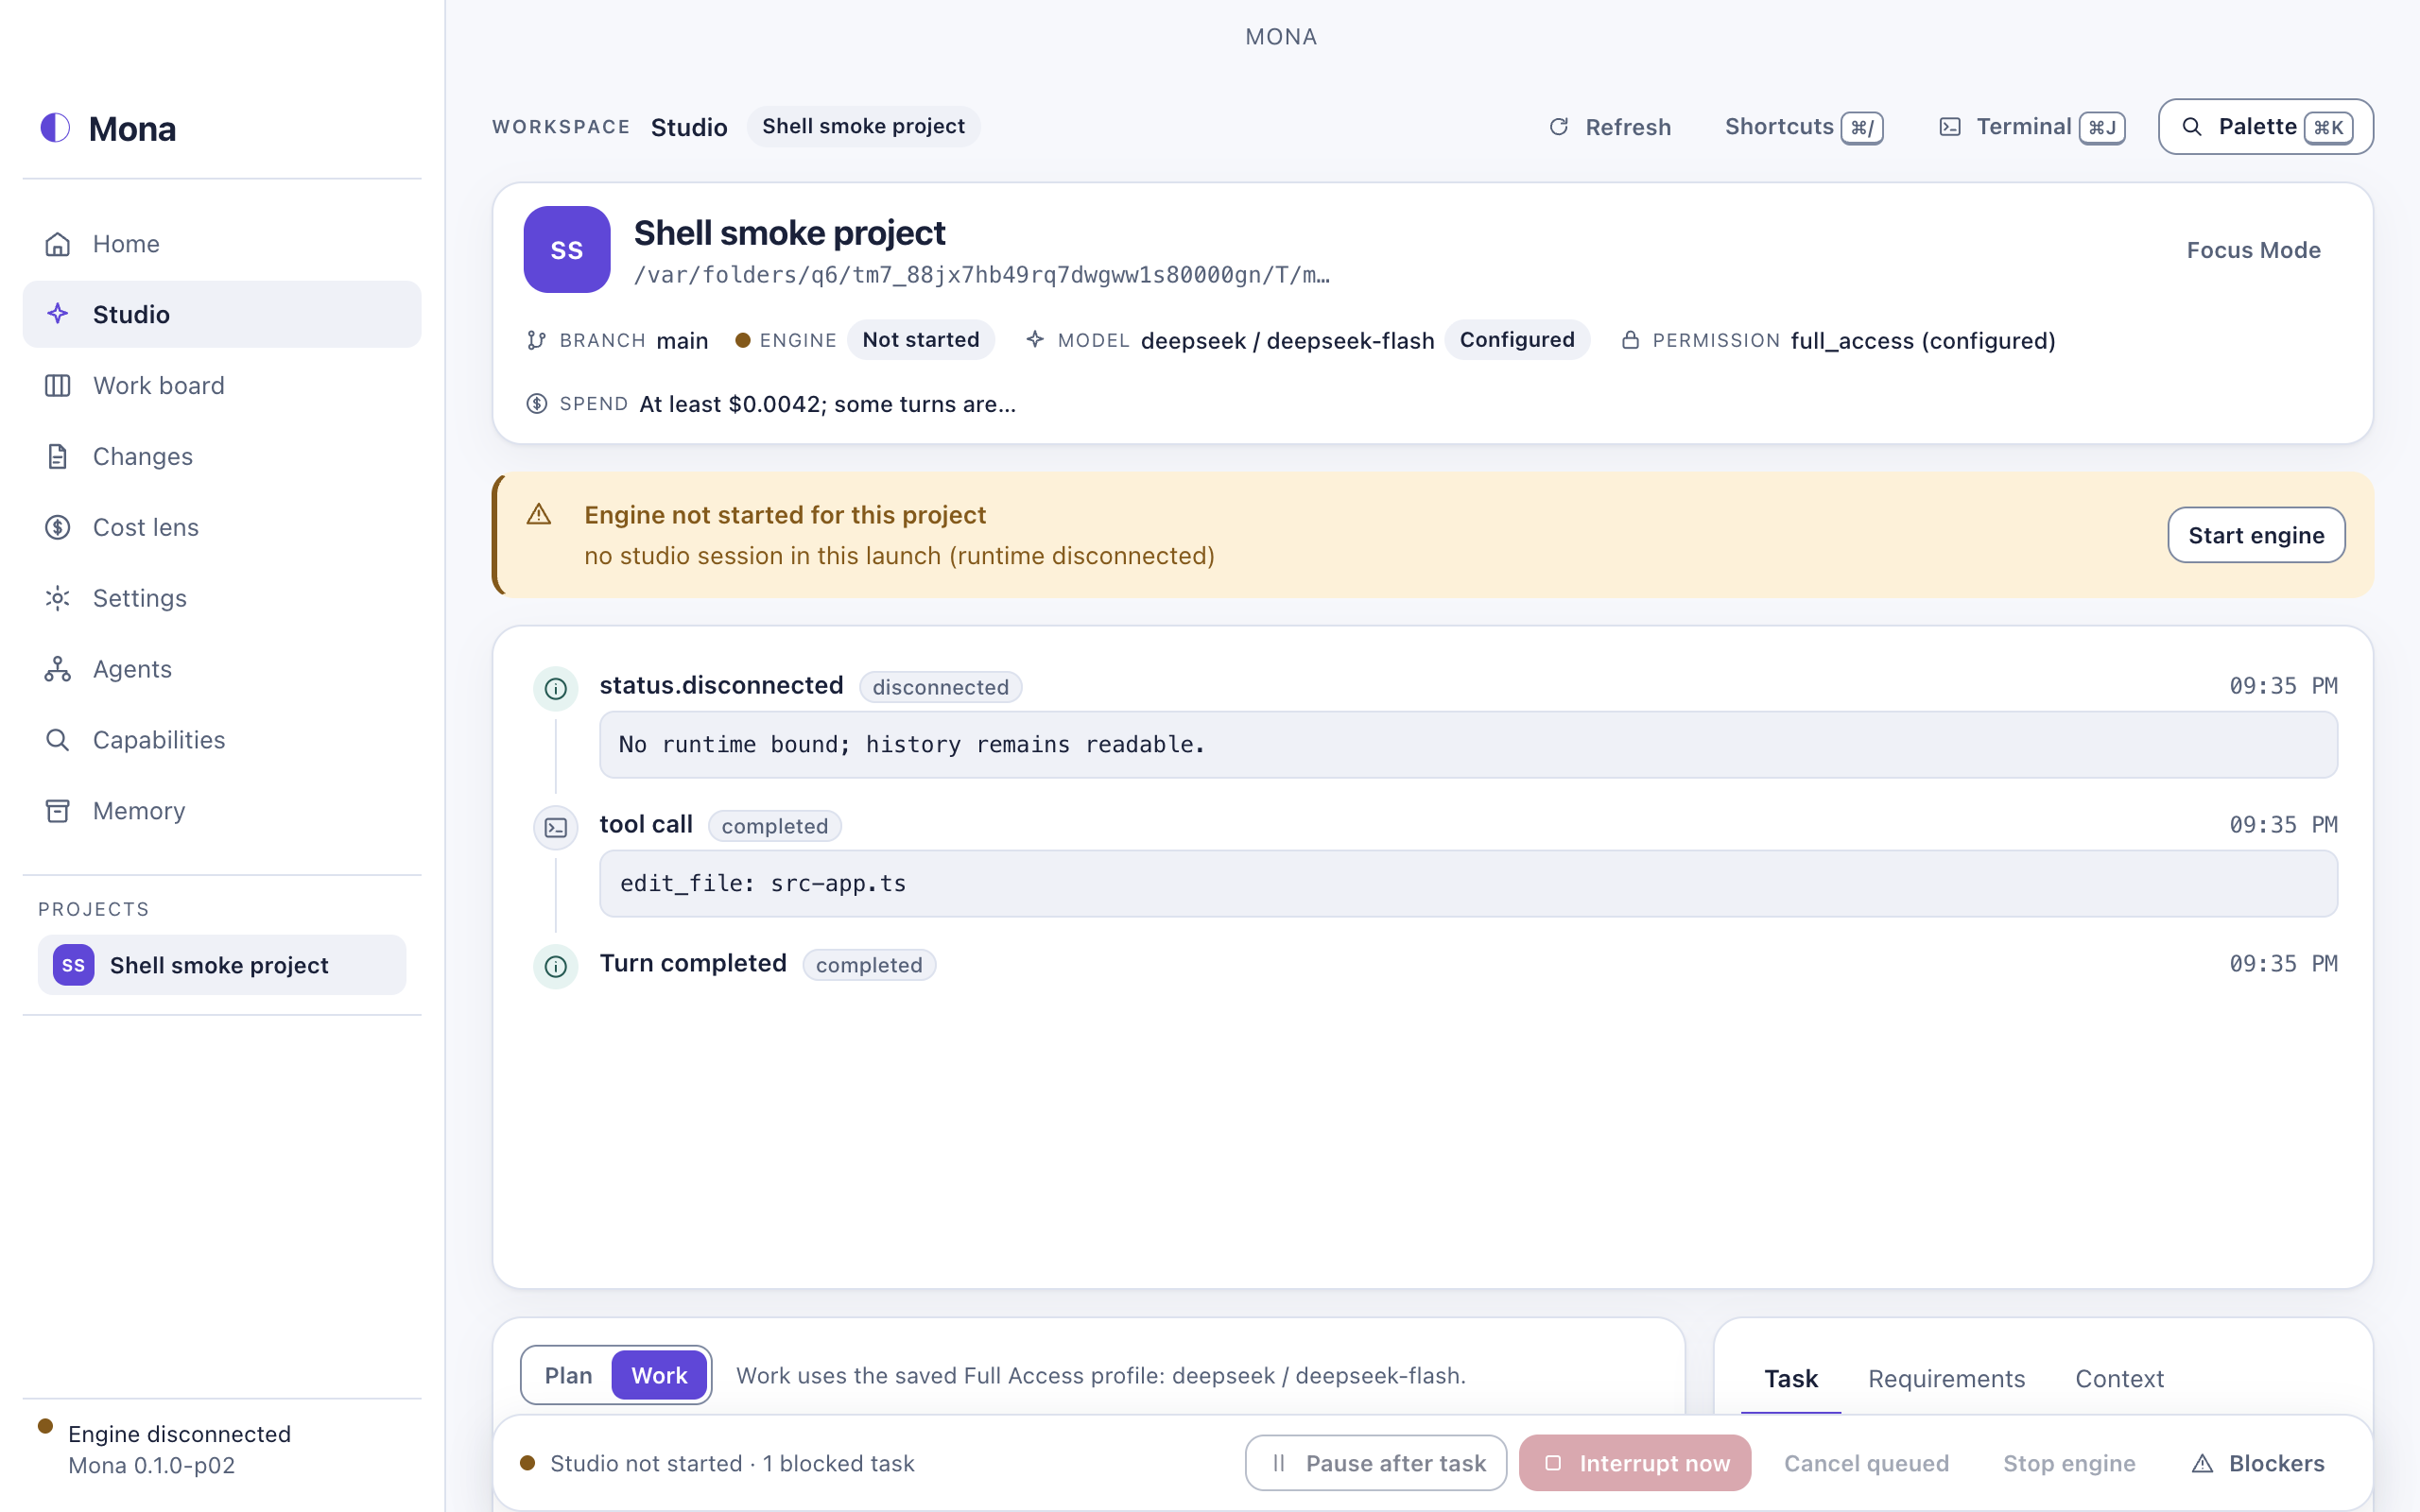 MONA
Mona
Home
Studio
Work board
Changes
Cost lens
Settings
Agents
Capabilities
Memory
PROJECTS
SS Shell smoke project
Engine disconnected
Mona 0.1.0-p02
WORKSPACE Studio Shell smoke project
Refresh Shortcuts ⌘/ Terminal ⌘J Palette ⌘K
SS
Shell smoke project
/var/folders/q6/tm7_88jx7hb49rq7dwgww1s80000gn/T/m…
Focus Mode
BRANCH main ENGINE Not started MODEL deepseek / deepseek-flash Configured PERMISSION full_access (configured)
SPEND At least $0.0042; some turns are...
Engine not started for this project
no studio session in this launch (runtime disconnected)
Start engine
status.disconnected disconnected 09:35 PM
No runtime bound; history remains readable.
tool call completed 09:35 PM
edit_file: src-app.ts
Turn completed completed 09:35 PM
Plan Work Work uses the saved Full Access profile: deepseek / deepseek-flash.
Task Requirements Context
Studio not started · 1 blocked task
Pause after task Interrupt now Cancel queued Stop engine Blockers